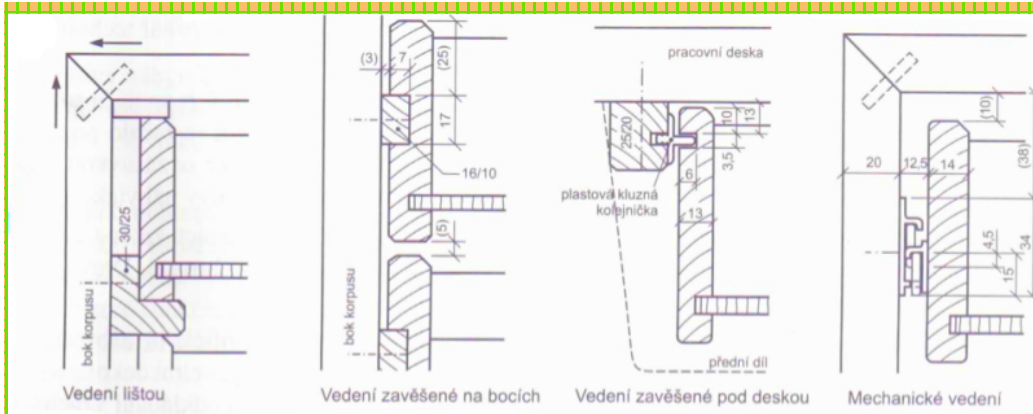 30/25
bok korpusu
Vedení lištou
(3)
7
(25)
17
16/10
(5)
bok korpusu
Vedení zavěšené na bocích
pracovní deska
25/20
10
13
3,5
6
plastová kluzná
kolejnička
13
přední díl
Vedení zavěšené pod deskou
(10)
20
12,5
14
(38)
4,5
34
15
Mechanické vedení